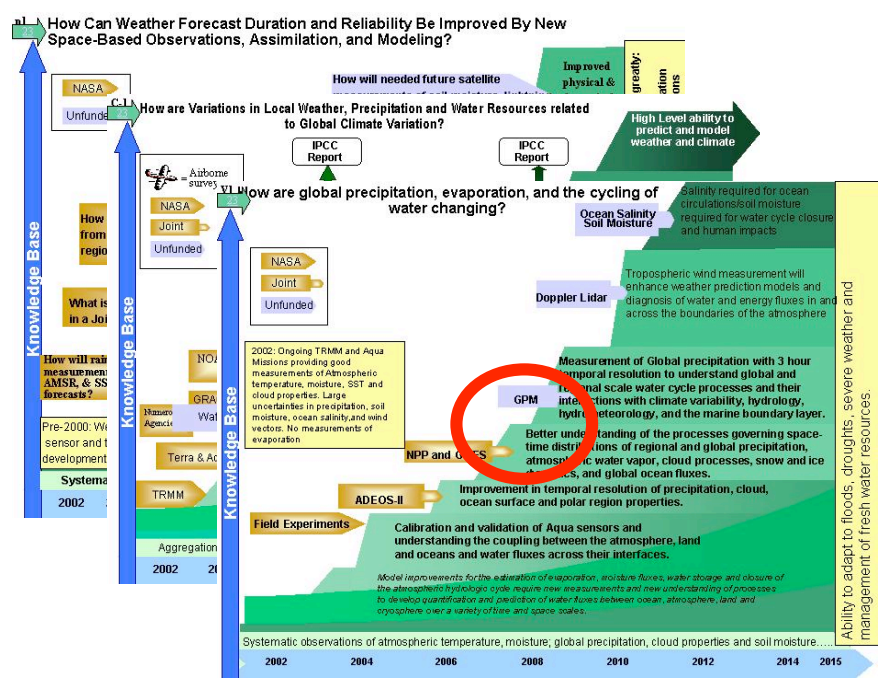 n1
23
How Can Weather Forecast Duration and Reliability Be Improved By New
Space-Based Observations, Assimilation, and Modeling?
NASA
Unfunde
How will needed future satellite
Improved
physical &
greatly:
Knowledge Base
How
from
regio
What is
in a Joi
How will rain
measurement
AMSR, & SS
forecasts?
Pre-2000: We
sensor and t
development
Systema
2002
C-1
23
How are Variations in Local Weather, Precipitation and Water Resources related
to Global Climate Variation?
IPCC
Report
IPCC
Report
High Level ability to
predict and model
weather and climate
= Airborne
survey
NASA
Joint
Unfunded
Knowledge Base
NOA
GRA
Numero
Agencie
Wat
Terra & Aq
TRMM
Aggregation
2002
23
How are global precipitation, evaporation, and the cycling of
water changing?
NASA
Joint
Unfunded
Knowledge Base
2002: Ongoing TRMM and Aqua
Missions providing good
measurements of Atmospheric
temperature, moisture, SST and
cloud properties. Large
uncertainties in precipitation, soil
moisture, ocean salinity,and wind
vectors. No measurements of
evaporation
Ocean Salinity
Soil Moisture
Salinity required for ocean
circulations/soil moisture
required for water cycle closure
and human impacts
Doppler Lidar
Tropospheric wind measurement will
enhance weather prediction models and
diagnosis of water and energy fluxes in and
across the boundaries of the atmosphere
GPM
Measurement of Global precipitation with 3 hour
temporal resolution to understand global and
regional scale water cycle processes and their
interactions with climate variability, hydrology,
hydrometeorology, and the marine boundary layer.
NPP and
Better understanding of the processes governing space-
time distributions of regional and global precipitation,
atmospheric water vapor, cloud processes, snow and ice
and global ocean fluxes.
ADEOS-II
Improvement in temporal resolution of precipitation, cloud,
ocean surface and polar region properties.
Field Experiments
Calibration and validation of Aqua sensors and
understanding the coupling between the atmosphere, land
and oceans and water fluxes across their interfaces.
Model improvements for the estimation of evaporation, moisture fluxes, water storage and closure of
the atmospheric hydrologic cycle require new measurements and new understanding of processes
to develop quantification and prediction of water fluxes between ocean, atmosphere, land and
cryosphere over a variety of time and space scales.
Systematic observations of atmospheric temperature, moisture; global precipitation, cloud properties and soil moisture…..
2002 2004 2006 2008 2010 2012 2014 2015
Ability to adapt to floods, droughts, severe weather and
management of fresh water resources.